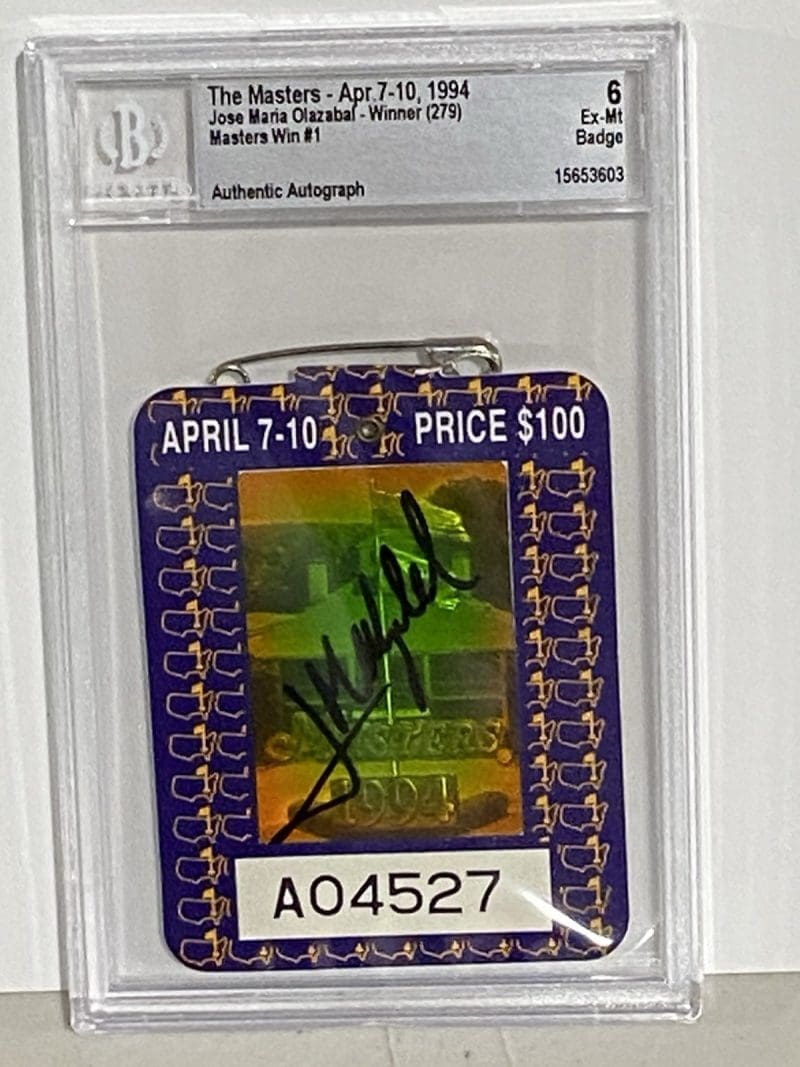 The Masters - Apr.7-10, 1994
6
Jose Maria Olazabal - Winner (279)
Ex-Mt
Masters Win #1
Badge
15653603
Authentic Autograph
B
APRIL 7-10
PRICE $100
MASTERS
1994
A04527